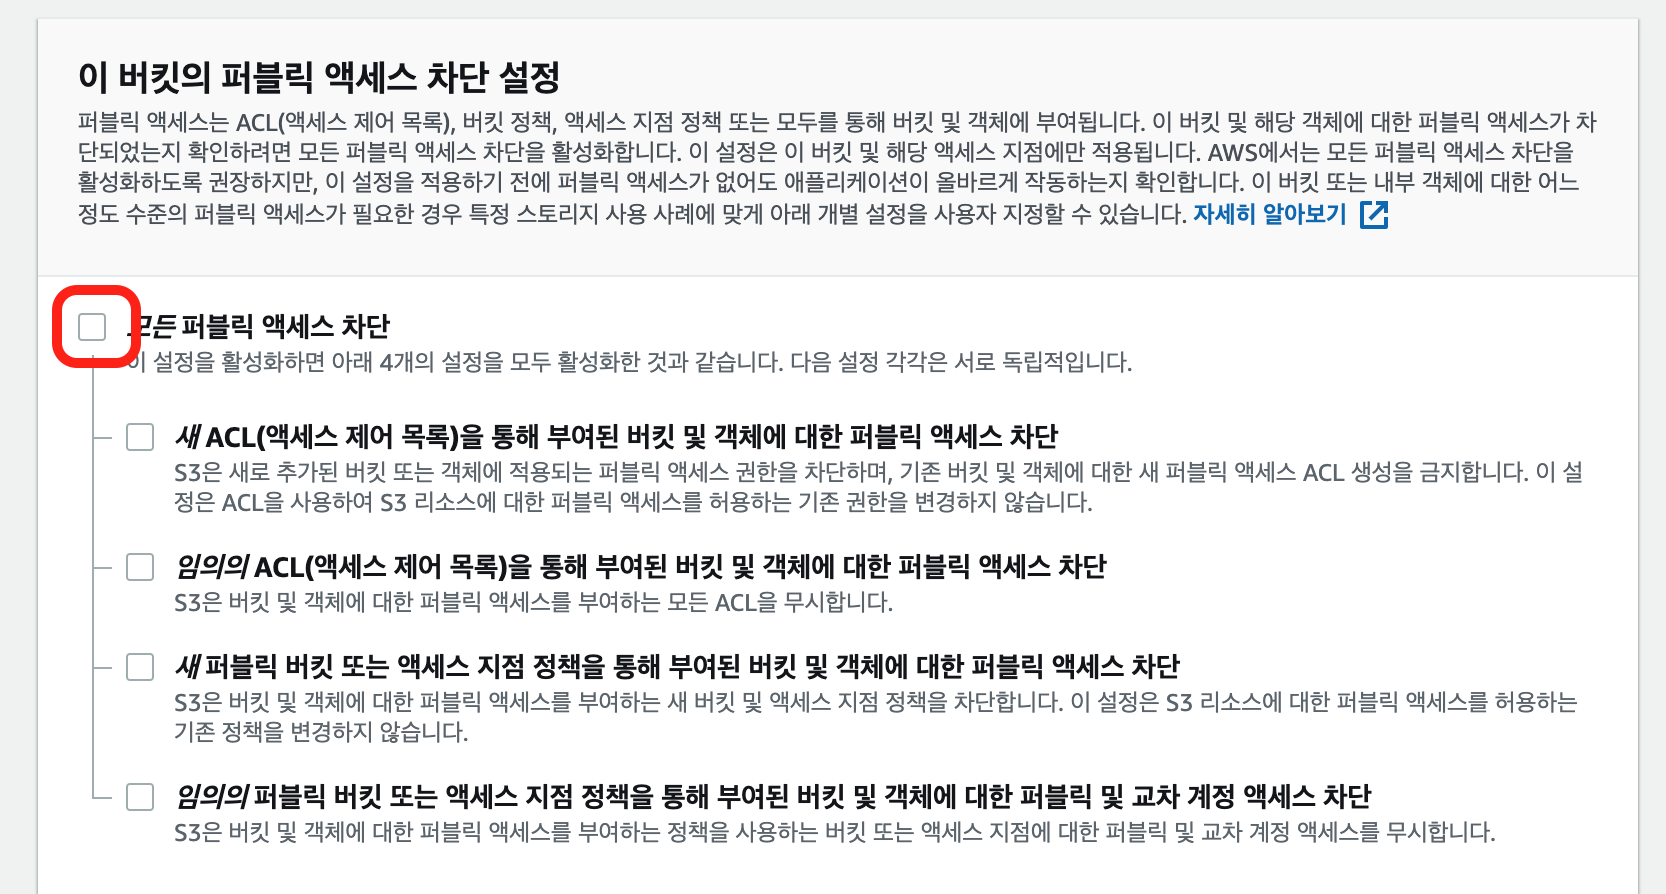 이 버킷의 퍼블릭 액세스 차단 설정
퍼블릭 액세스는 ACL(액세스 제어 목록), 버킷 정책, 액세스 지점 정책 또는 모두를 통해 버킷 및 객체에 부여됩니다. 이 버킷 및 해당 객체에 대한 퍼블릭 액세스가 차
단되었는지 확인하려면 모든 퍼블릭 액세스 차단을 활성화합니다. 이 설정은 이 버킷 및 해당 액세스 지점에만 적용됩니다. AWS에서는 모든 퍼블릭 액세스 차단을
활성화하도록 권장하지만, 이 설정을 적용하기 전에 퍼블릭 액세스가 없어도 애플리케이션이 올바르게 작동하는지 확인합니다. 이 버킷 또는 내부 객체에 대한 어느
정도 수준의 퍼블릭 액세스가 필요한 경우 특정 스토리지 사용 사례에 맞게 아래 개별 설정을 사용자 지정할 수 있습니다. 자세히 알아보기
모든 퍼블릭 액세스 차단
이 설정을 활성화하면 아래 4개의 설정을 모두 활성화한 것과 같습니다. 다음 설정 각각은 서로 독립적입니다.
새 ACL(액세스 제어 목록)을 통해 부여된 버킷 및 객체에 대한 퍼블릭 액세스 차단
S3은 새로 추가된 버킷 또는 객체에 적용되는 퍼블릭 액세스 권한을 차단하며, 기존 버킷 및 객체에 대한 새 퍼블릭 액세스 ACL 생성을 금지합니다. 이 설
정은 ACL을 사용하여 S3 리소스에 대한 퍼블릭 액세스를 허용하는 기존 권한을 변경하지 않습니다.
임의의 ACL(액세스 제어 목록)을 통해 부여된 버킷 및 객체에 대한 퍼블릭 액세스 차단
S3은 버킷 및 객체에 대한 퍼블릭 액세스를 부여하는 모든 ACL을 무시합니다.
새 퍼블릭 버킷 또는 액세스 지점 정책을 통해 부여된 버킷 및 객체에 대한 퍼블릭 액세스 차단
S3은 버킷 및 객체에 대한 퍼블릭 액세스를 부여하는 새 버킷 및 액세스 지점 정책을 차단합니다. 이 설정은 S3 리소스에 대한 퍼블릭 액세스를 허용하는
기존 정책을 변경하지 않습니다.
임의의 퍼블릭 버킷 또는 액세스 지점 정책을 통해 부여된 버킷 및 객체에 대한 퍼블릭 및 교차 계정 액세스 차단
S3은 버킷 및 객체에 대한 퍼블릭 액세스를 부여하는 정책을 사용하는 버킷 또는 액세스 지점에 대한 퍼블릭 및 교차 계정 액세스를 무시합니다.